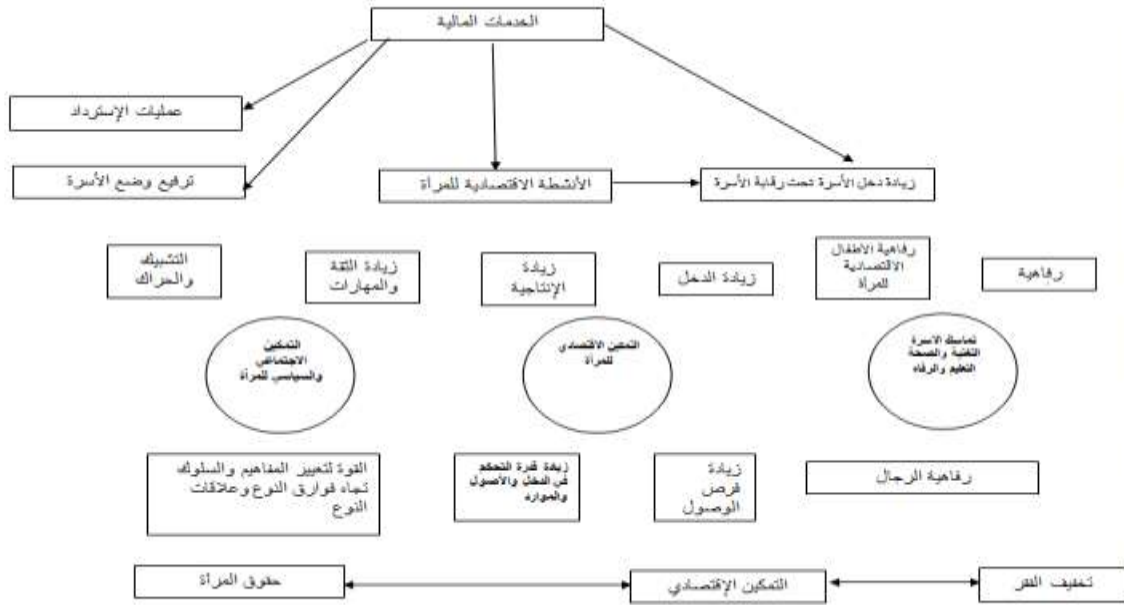 الخدمات المالية
عمليات الإسترداد
ترفيع وضع الأسرة
الأنشطة الاقتصادية للمرأة
زيادة دخل الأسرة تحت رقابة الأسرة
التشبيك
والحراك
زيادة الثقة
والمهارات
زيادة
الإنتاجية
زيادة الدخل
رفاهية الأطفال
الاقتصادية
للمرأة
رفاهية
التمكين
الاجتماعي
والسياسي للمرأة
التمكين الاقتصادي
للمرأة
تماسك الاسرة
التغذية والصحة
التعليم والرفاه
القوة لتغيير المفاهيم والسلوك
تجاه فوارق النوع وعلاقات
النوع
زيادة قدرة التحكم
في الدخل والأصول
والموارد
زيادة
فرص
الوصول
رفاهية الرجال
حقوق المرأة
التمكين الإقتصادي
تخفيف الفقر